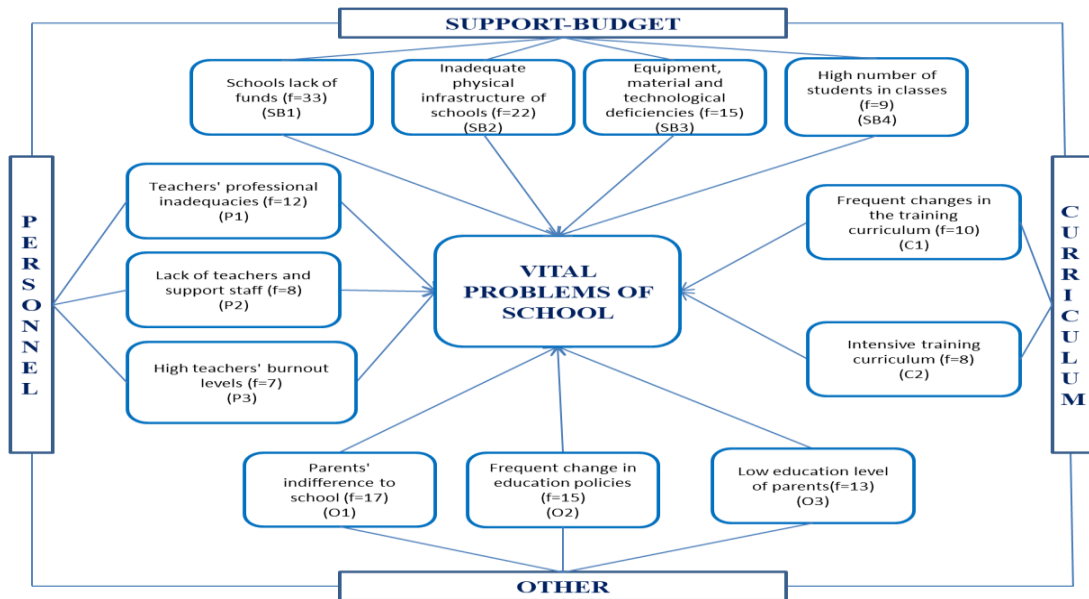 SUPPORT-BUDGET
Schools lack of
funds (f=33)
(SB1)
Inadequate
physical
infrastructure of
schools (f=22)
(SB2)
Equipment,
material and
technological
deficiencies (f=15)
(SB3)
High number of
students in classes
(f=9)
(SB4)
PERSONNEL
Teachers' professional
inadequacies (f=12)
(P1)
Lack of teachers and
support staff (f=8)
(P2)
High teachers' burnout
levels (f=7)
(P3)
VITAL
PROBLEMS OF
SCHOOL
Frequent changes in
the training
curriculum (f=10)
(C1)
Intensive training
curriculum (f=8)
(C2)
CURRICULUM
Parents'
indifference to
school (f=17)
(O1)
Frequent change in
education policies
(f=15)
(O2)
Low education level
of parents(f=13)
(O3)
OTHER